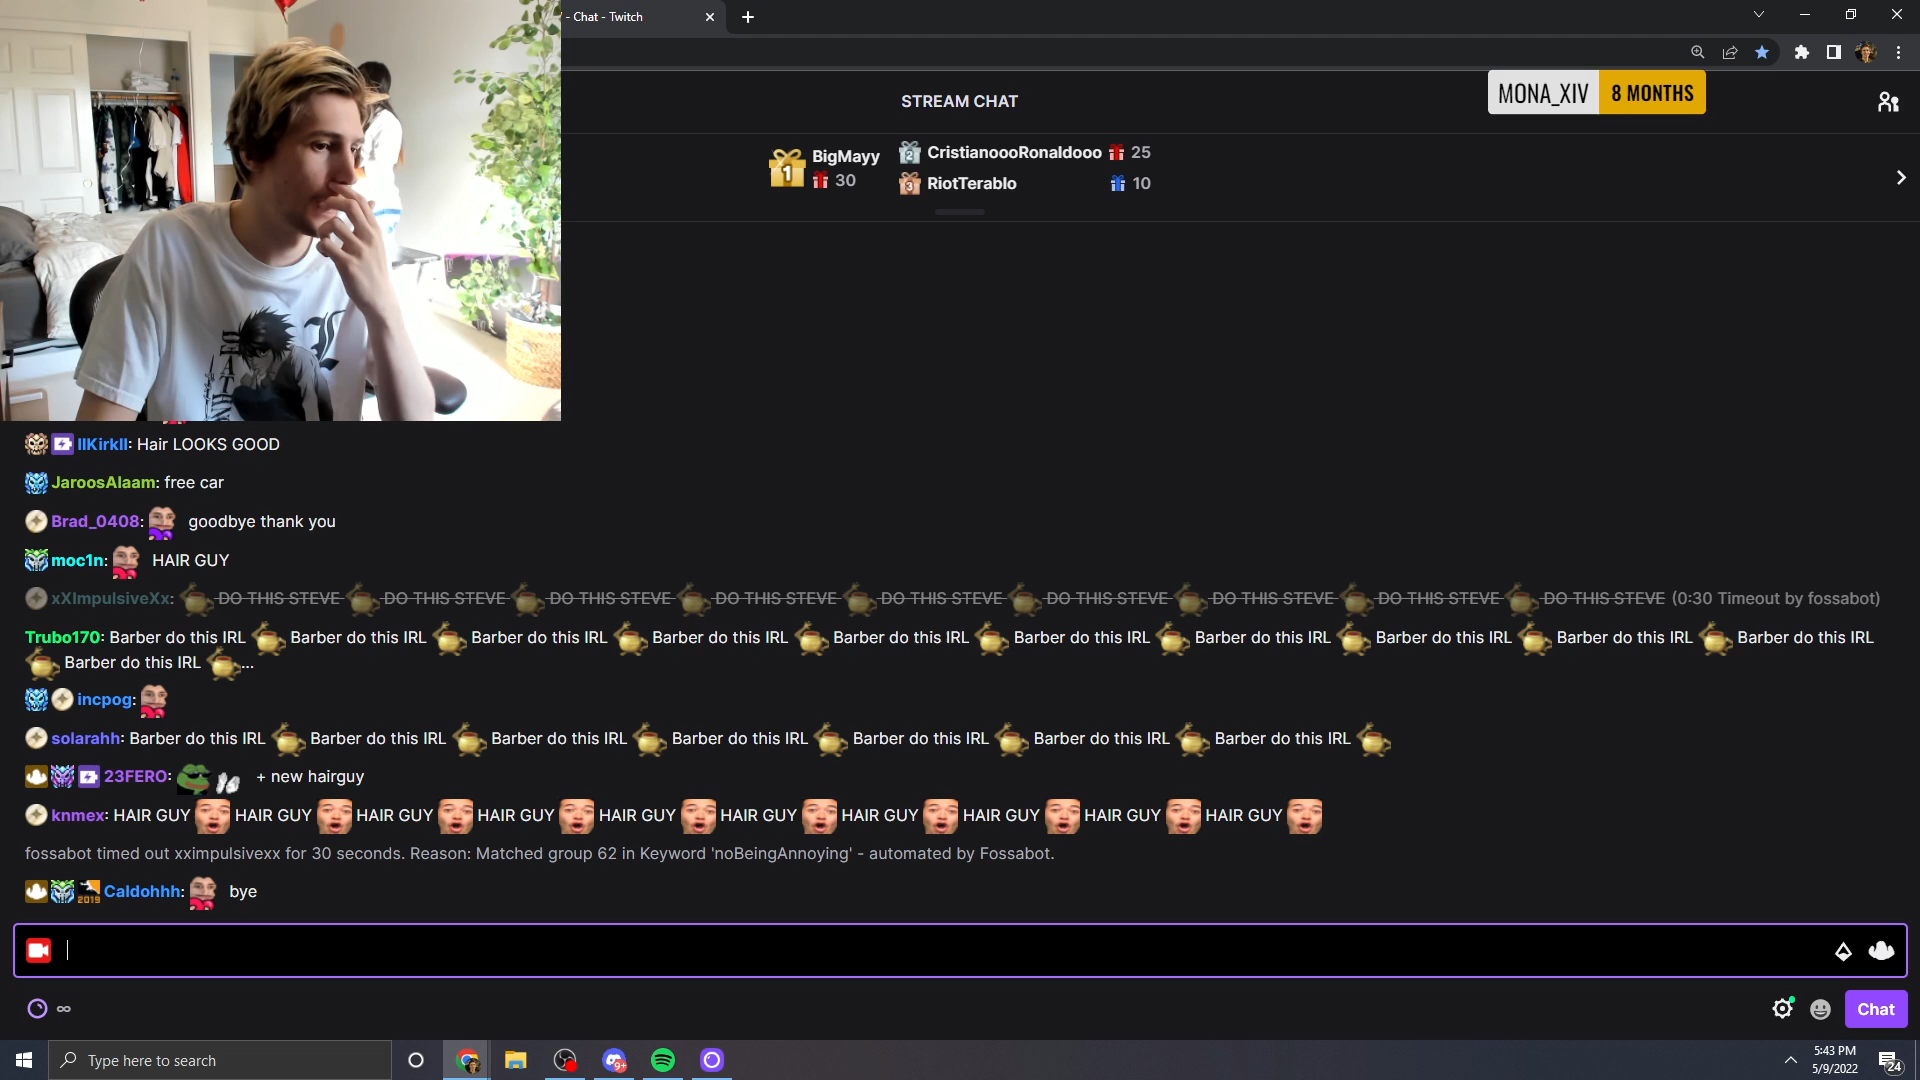 - Chat - Twitch
STREAM CHAT
MONA_XIV 8 MONTHS
1 BigMayy 30
2 CristianoooRonaldooo 25
3 RiotTerablo 10
IIKirkII: Hair LOOKS GOOD
JaroosAlaam: free car
Brad_0408: goodbye thank you
moc1n: HAIR GUY
xXImpulsiveXx: DO THIS STEVE DO THIS STEVE DO THIS STEVE DO THIS STEVE DO THIS STEVE DO THIS STEVE DO THIS STEVE DO THIS STEVE DO THIS STEVE (0:30 Timeout by fossabot)
Trubo170: Barber do this IRL Barber do this IRL Barber do this IRL Barber do this IRL Barber do this IRL Barber do this IRL Barber do this IRL Barber do this IRL Barber do this IRL Barber do this IRL
Barber do this IRL ...
incpog:
solarahh: Barber do this IRL Barber do this IRL Barber do this IRL Barber do this IRL Barber do this IRL Barber do this IRL Barber do this IRL
23FERO: + new hairguy
knmex: HAIR GUY HAIR GUY HAIR GUY HAIR GUY HAIR GUY HAIR GUY HAIR GUY HAIR GUY HAIR GUY HAIR GUY
fossabot timed out xximpulsivexx for 30 seconds. Reason: Matched group 62 in Keyword 'noBeingAnnoying' - automated by Fossabot.
2019 Caldohhh: bye
∞
Chat
Type here to search
9+
5:43 PM
5/9/2022
24